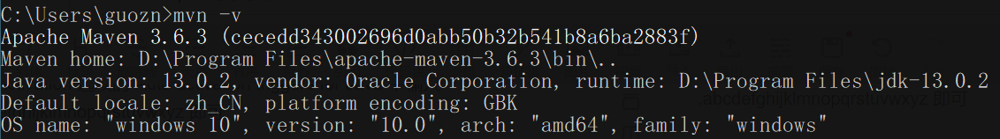 C:\Users\guozn>mvn -v
Apache Maven 3.6.3 (cecedd343002696d0abb50b32b541b8a6ba2883f)
Maven home: D:\Program Files\apache-maven-3.6.3\bin\..
Java version: 13.0.2, vendor: Oracle Corporation, runtime: D:\Program Files\jdk-13.0.2
Default locale: zh_CN, platform encoding: GBK
OS name: "windows 10", version: "10.0", arch: "amd64", family: "windows"